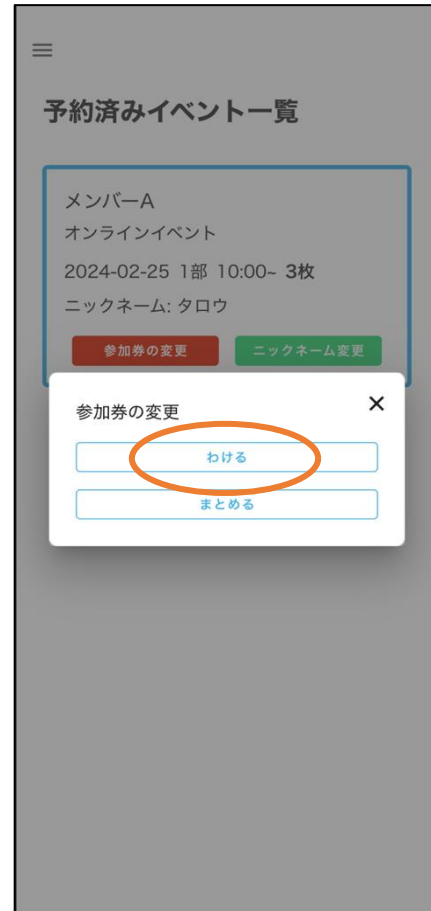 予約済みイベント一覧
メンバーA
オンラインイベント
2024-02-25 1部 10:00~ 3枚
ニックネーム: タロウ
参加券の変更 ニックネーム変更
参加券の変更
わける
まとめる